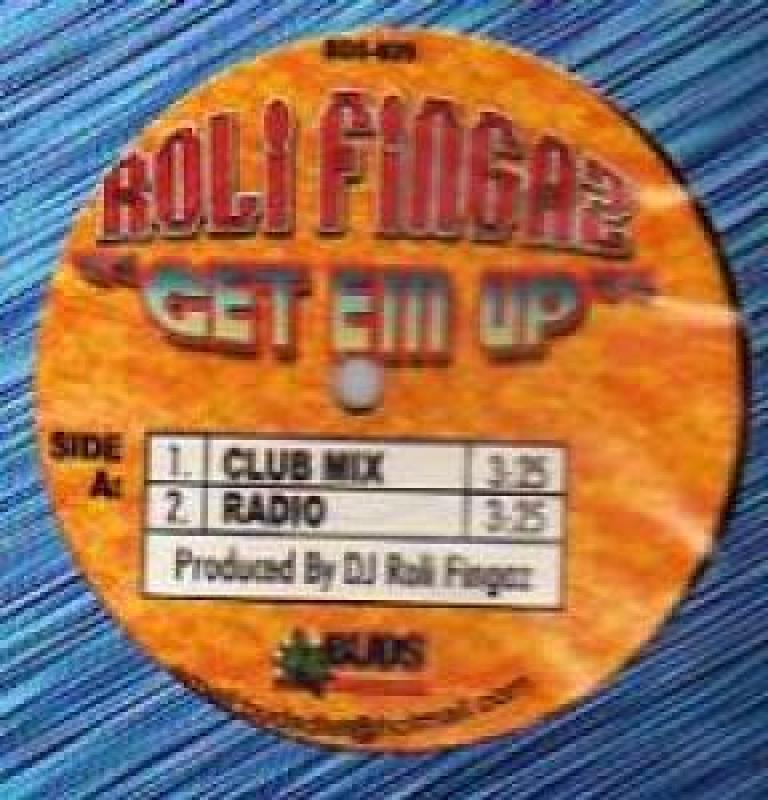 ROLI FINGAZ
"GET EM UP"
SIDE
A:
1. CLUB MIX 3:25
2. RADIO 3:25
Produced By DJ Roli Fingaz
BUDS